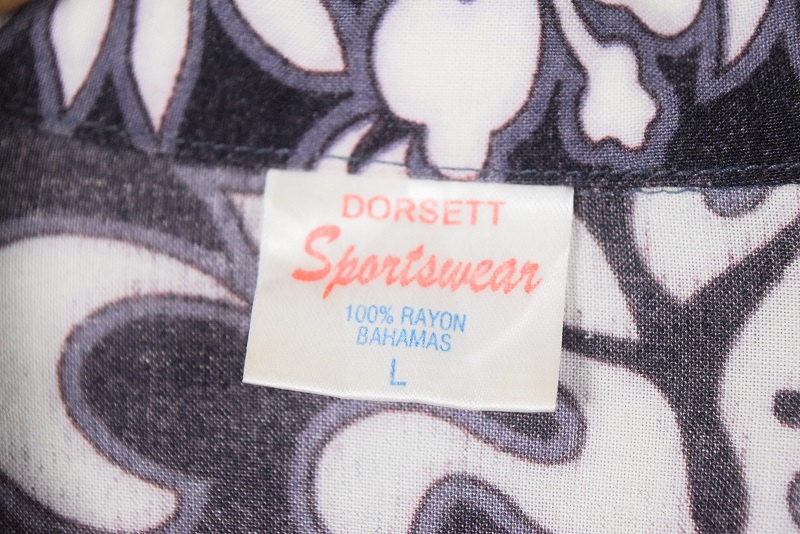 DORSETT
Sportswear
100% RAYON
BAHAMAS
L